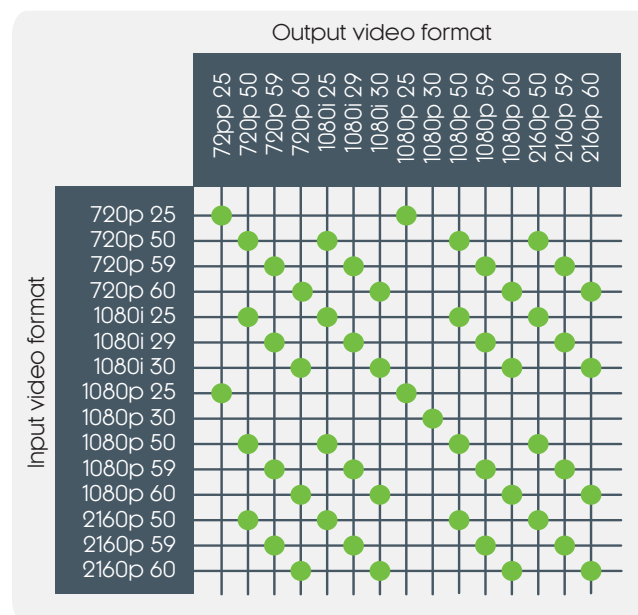 Output video format
72pp 25
720p 50
720p 59
720p 60
1080i 25
1080i 29
1080i 30
1080p 25
1080p 30
1080p 50
1080p 59
1080p 60
2160p 50
2160p 59
2160p 60
Input video format
720p 25
720p 50
720p 59
720p 60
1080i 25
1080i 29
1080i 30
1080p 25
1080p 30
1080p 50
1080p 59
1080p 60
2160p 50
2160p 59
2160p 60